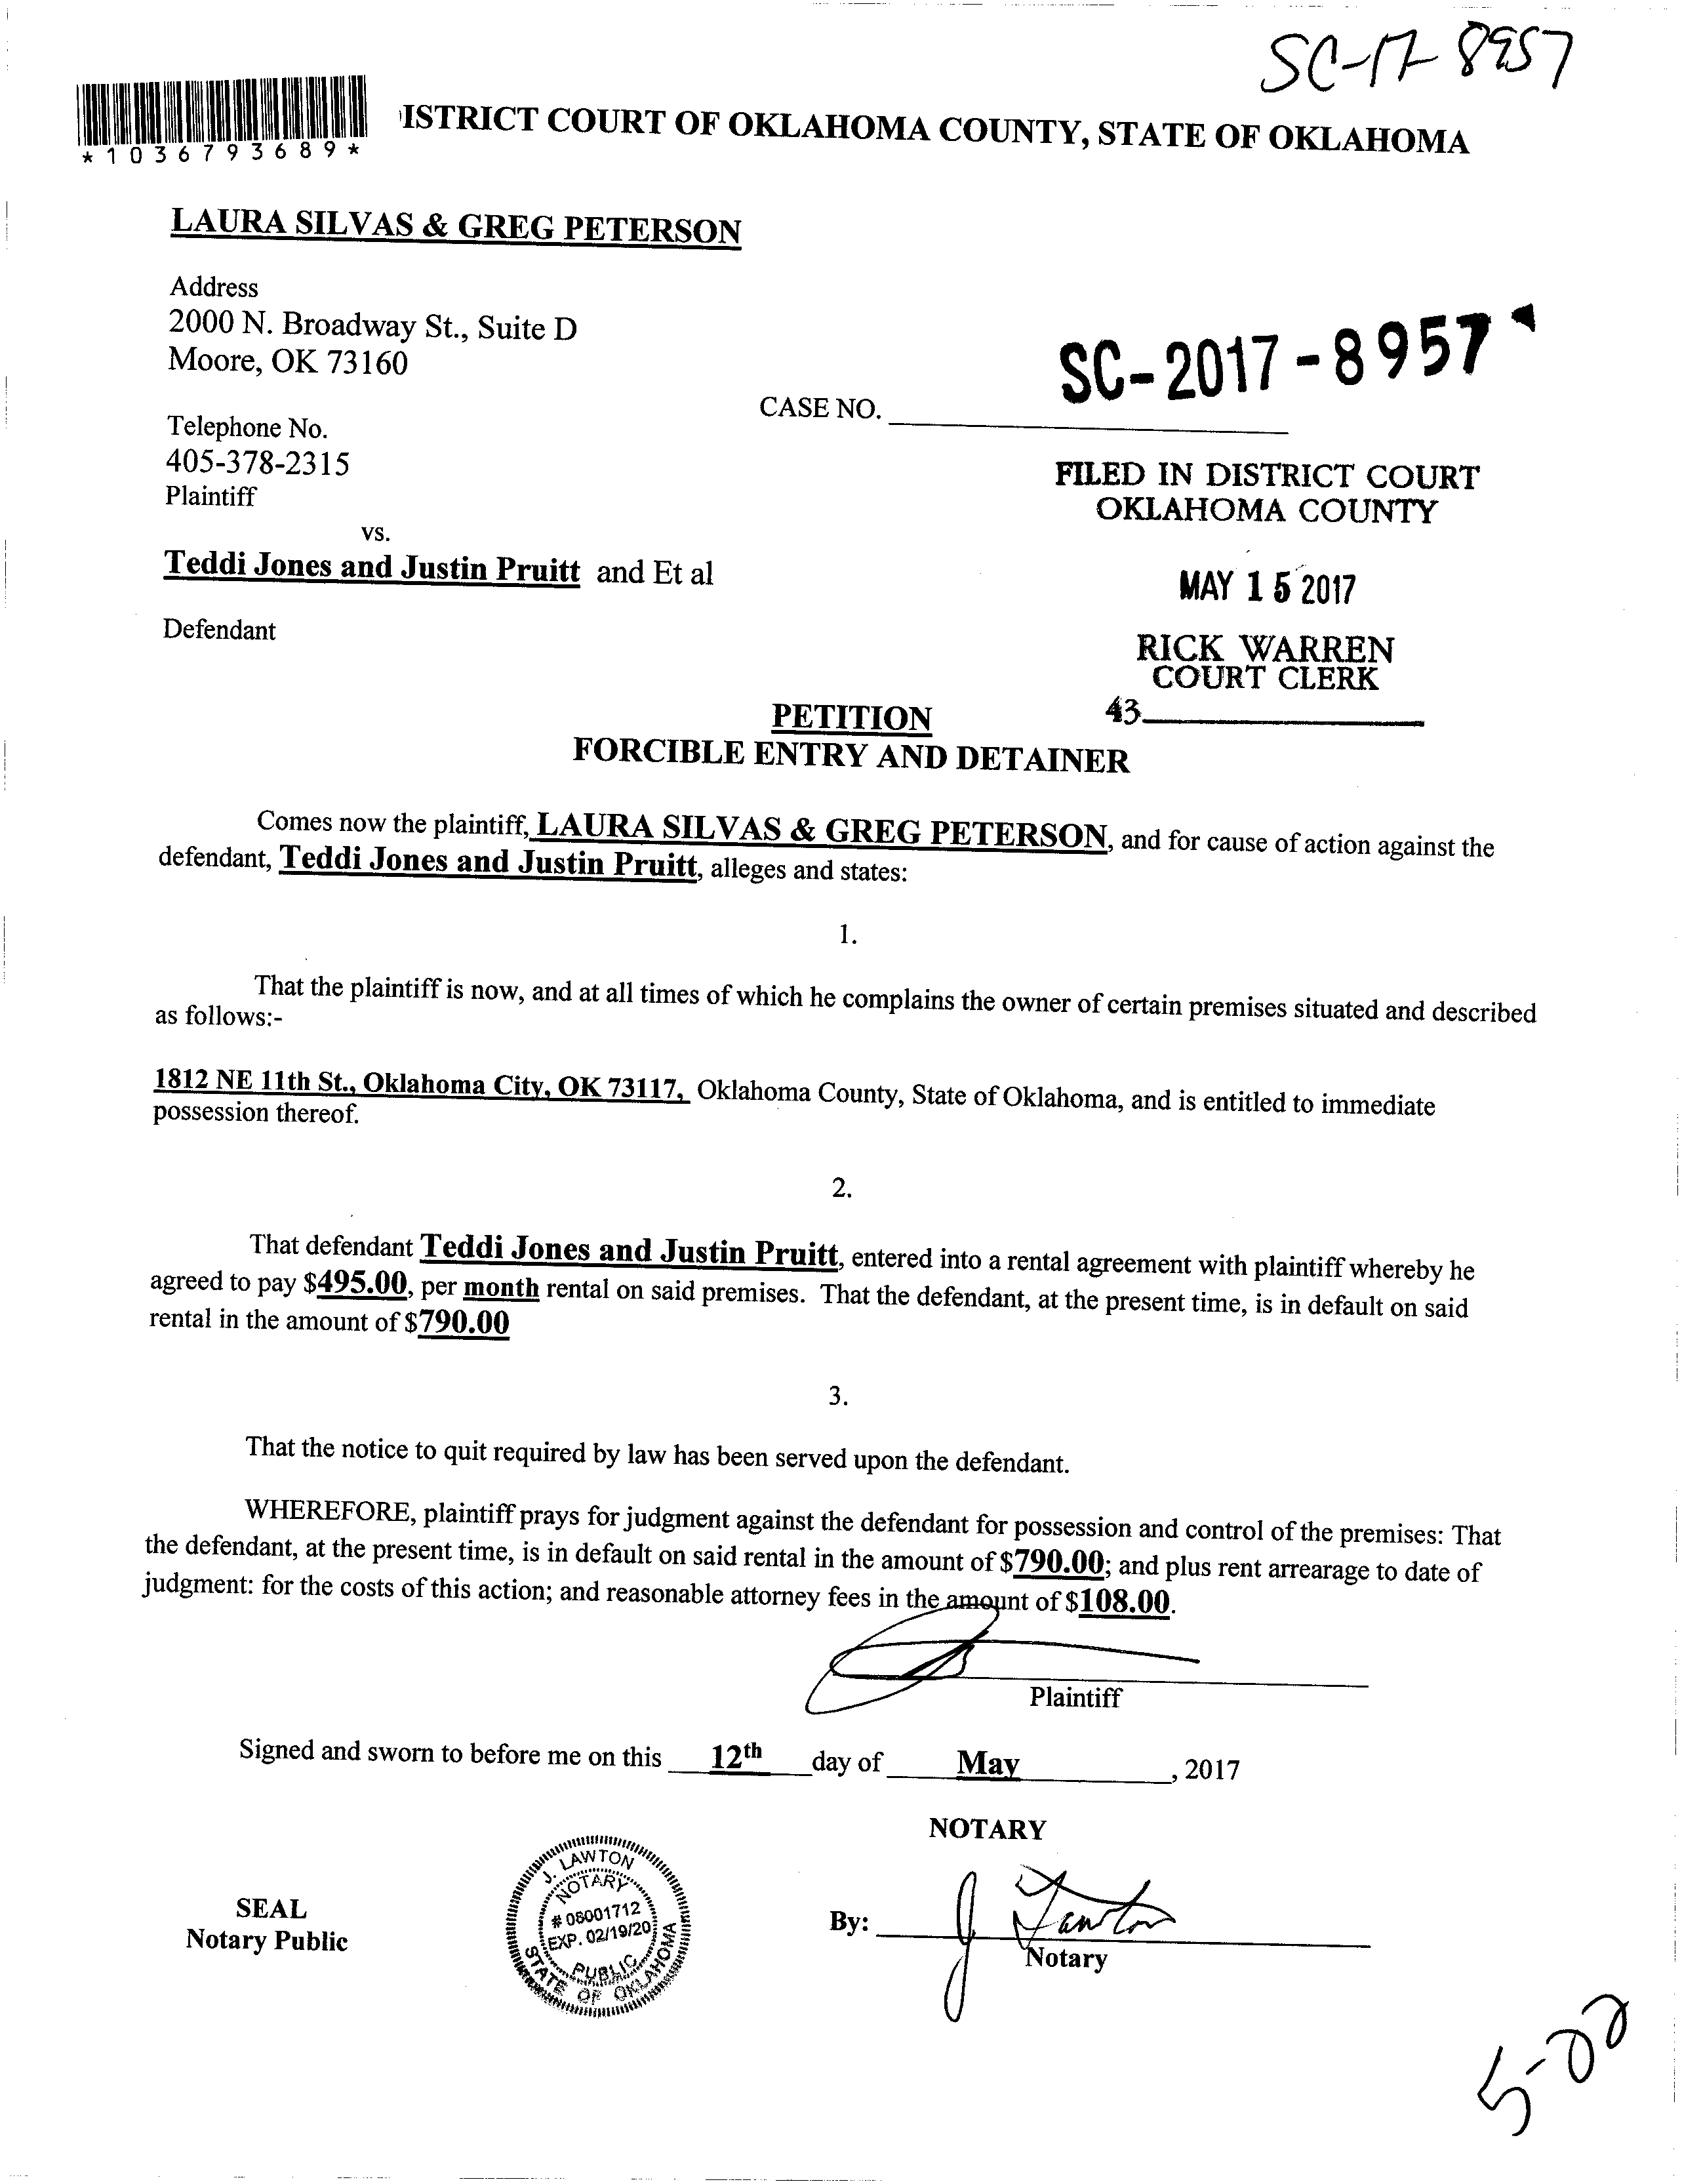 SC-17-8957
*1036793689*
ISTRICT COURT OF OKLAHOMA COUNTY, STATE OF OKLAHOMA
LAURA SILVAS & GREG PETERSON
Address
2000 N. Broadway St., Suite D
Moore, OK 73160
SC-2017-8957
CASE NO.
Telephone No.
405-378-2315
Plaintiff
vs.
Teddi Jones and Justin Pruitt and Et al
Defendant
FILED IN DISTRICT COURT
OKLAHOMA COUNTY
MAY 15 2017
RICK WARREN
COURT CLERK
43
PETITION
FORCIBLE ENTRY AND DETAINER
Comes now the plaintiff, LAURA SILVAS & GREG PETERSON, and for cause of action against the
defendant, Teddi Jones and Justin Pruitt, alleges and states:
1.
That the plaintiff is now, and at all times of which he complains the owner of certain premises situated and described
as follows:-
1812 NE 11th St., Oklahoma City, OK 73117, Oklahoma County, State of Oklahoma, and is entitled to immediate
possession thereof.
2.
That defendant Teddi Jones and Justin Pruitt, entered into a rental agreement with plaintiff whereby he
agreed to pay $495.00, per month rental on said premises. That the defendant, at the present time, is in default on said
rental in the amount of $790.00
3.
That the notice to quit required by law has been served upon the defendant.
WHEREFORE, plaintiff prays for judgment against the defendant for possession and control of the premises: That
the defendant, at the present time, is in default on said rental in the amount of $790.00; and plus rent arrearage to date of
judgment: for the costs of this action; and reasonable attorney fees in the amount of $108.00.
Plaintiff
Signed and sworn to before me on this 12th day of May, 2017
NOTARY
SEAL
Notary Public
J. LAWTON
NOTARY
# 08001712
EXP. 02/19/20
PUBLIC
STATE OF OKLAHOMA
By: J Lawton
Notary
5-22